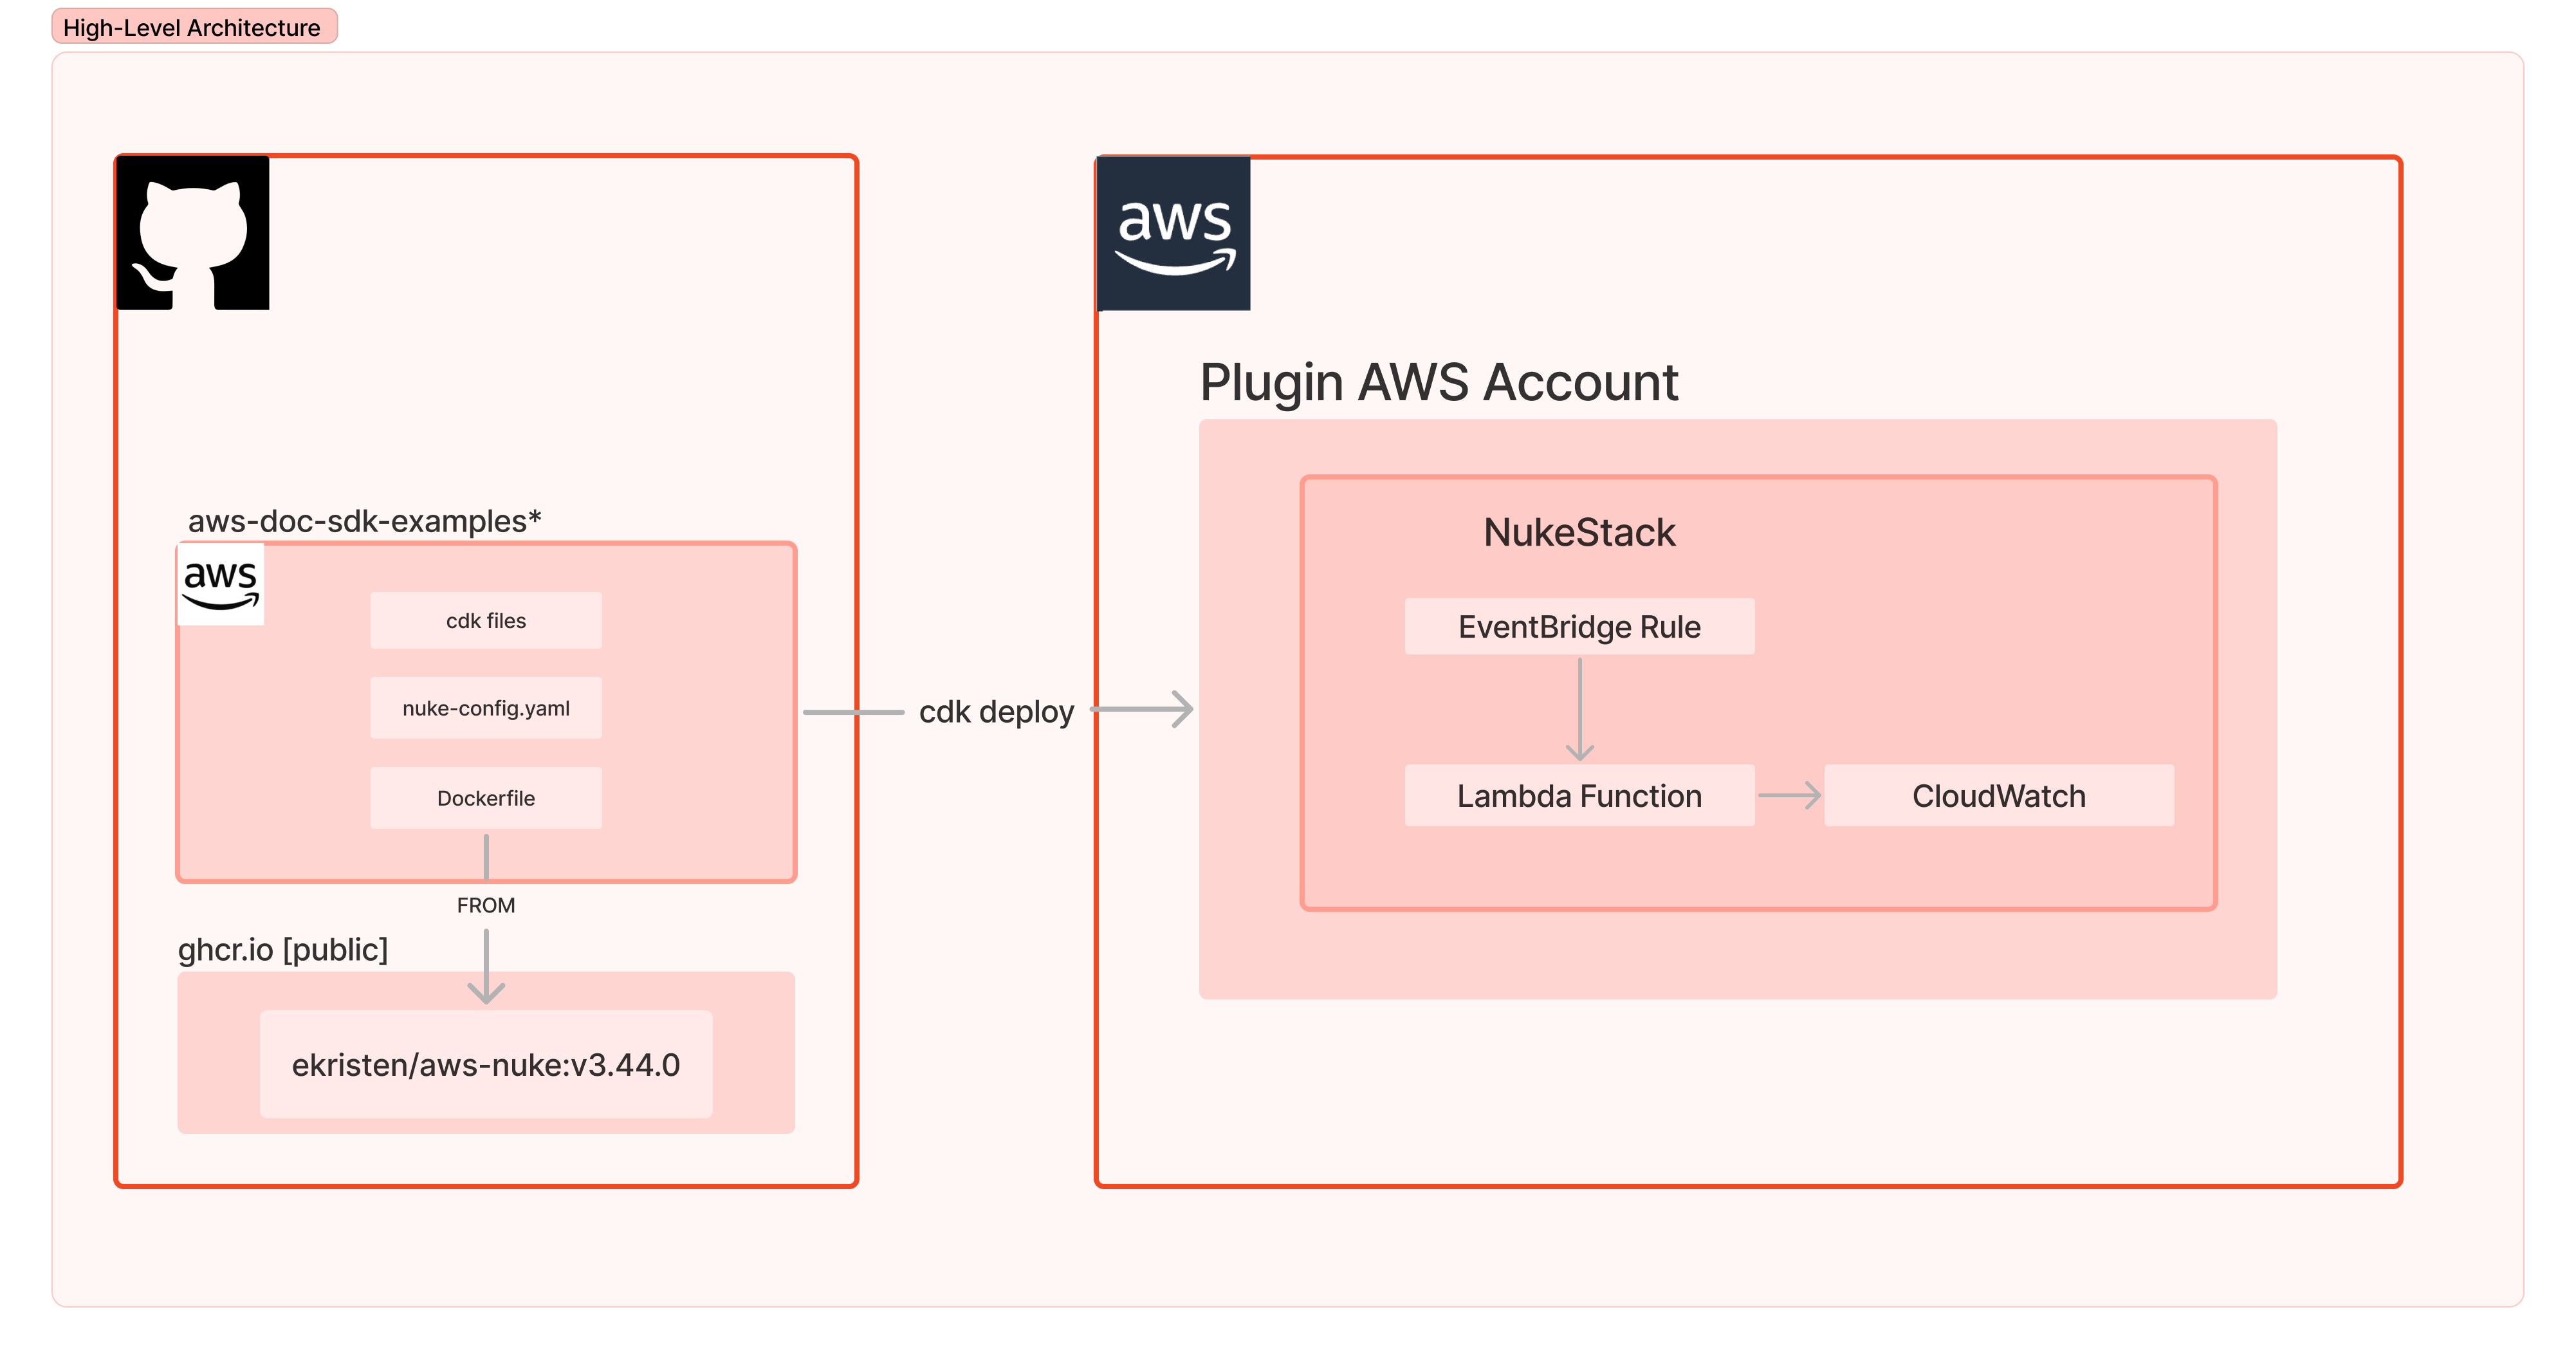 High-Level Architecture
aws
Plugin AWS Account
aws-doc-sdk-examples*
aws
cdk files
nuke-config.yaml
Dockerfile
FROM
ghcr.io [public]
ekristen/aws-nuke:v3.44.0
cdk deploy
NukeStack
EventBridge Rule
Lambda Function
CloudWatch